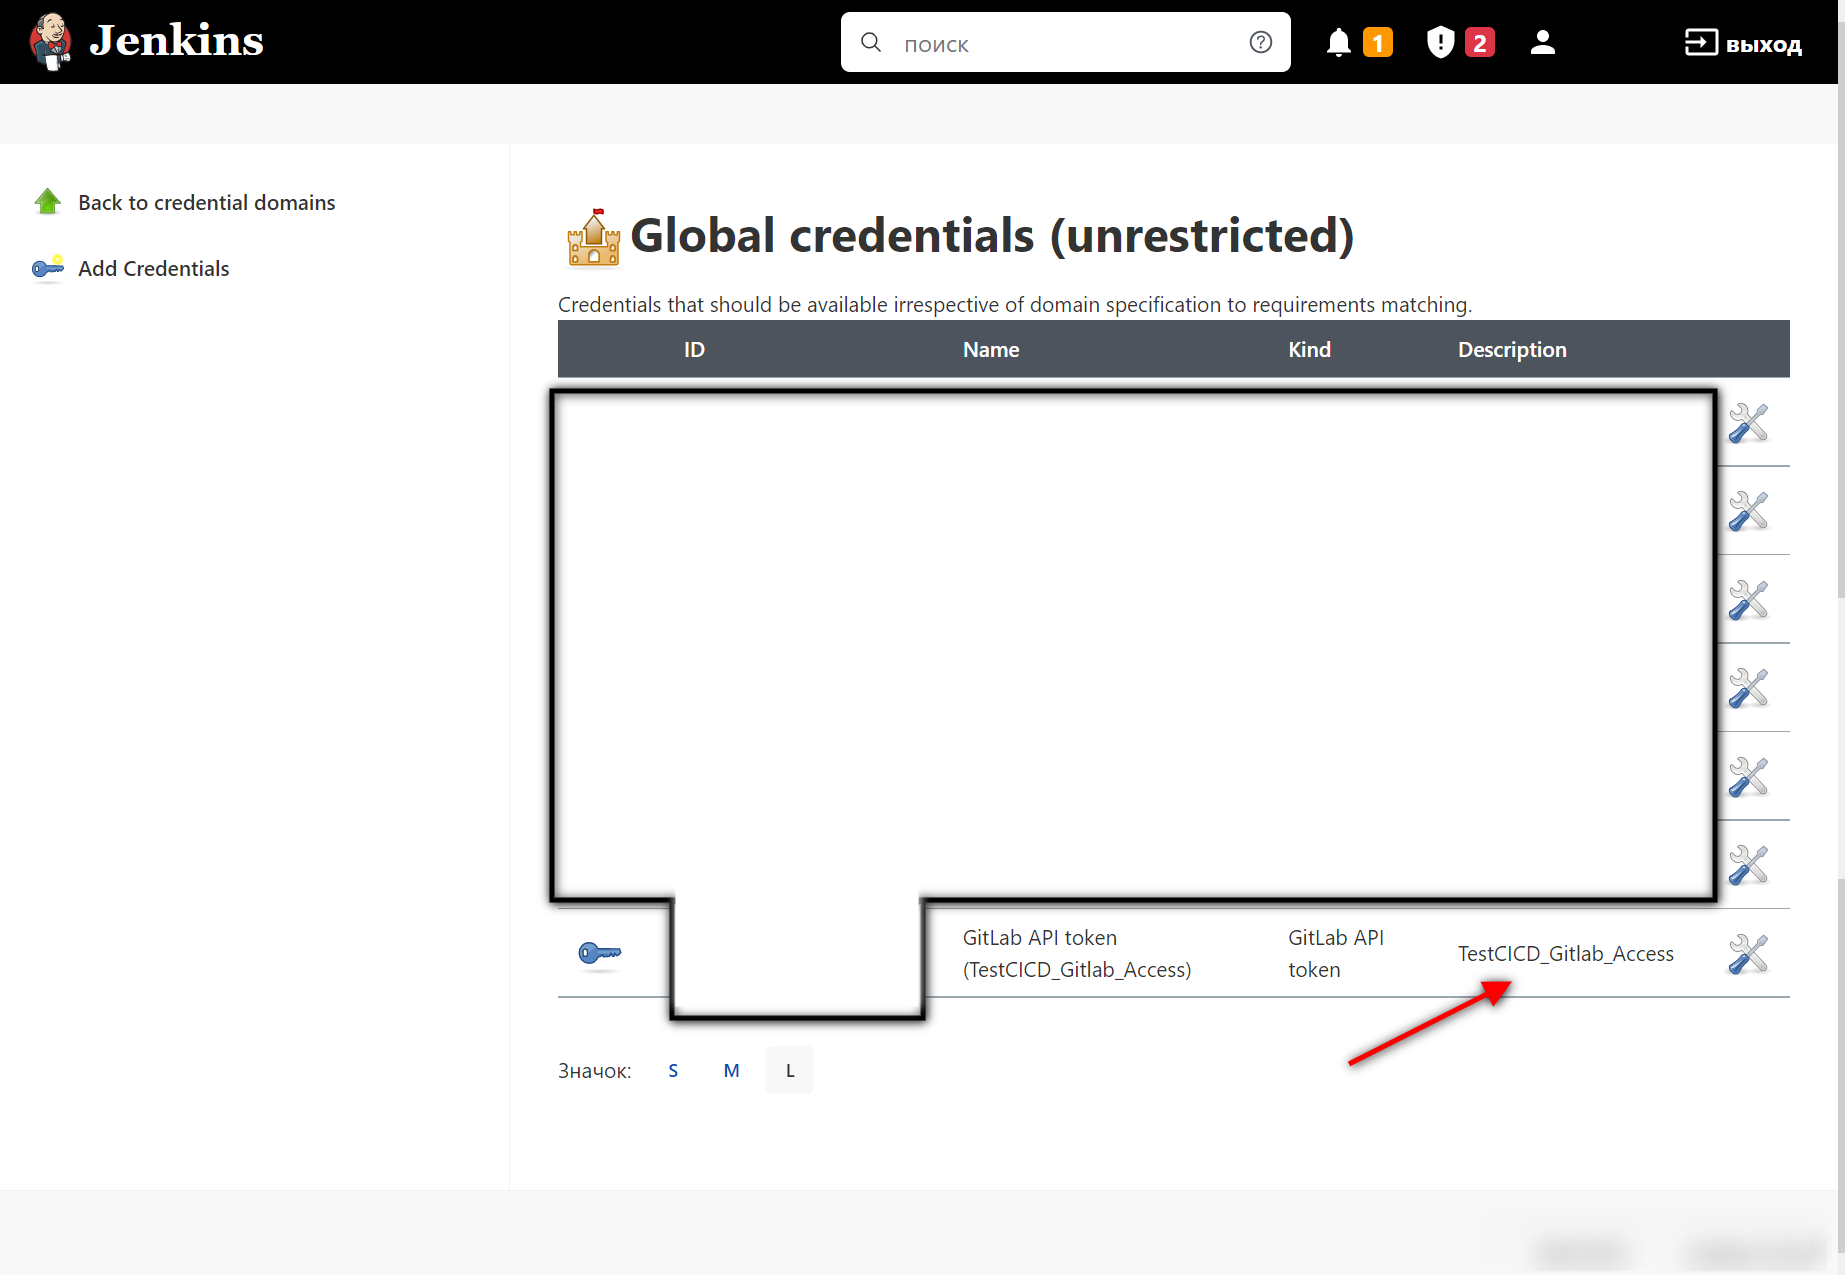 Jenkins
поиск
1
2
выход
Back to credential domains
Add Credentials
Global credentials (unrestricted)
Credentials that should be available irrespective of domain specification to requirements matching.
ID Name Kind Description
GitLab API token
(TestCICD_Gitlab_Access)
GitLab API
token
TestCICD_Gitlab_Access
Значок: S M L